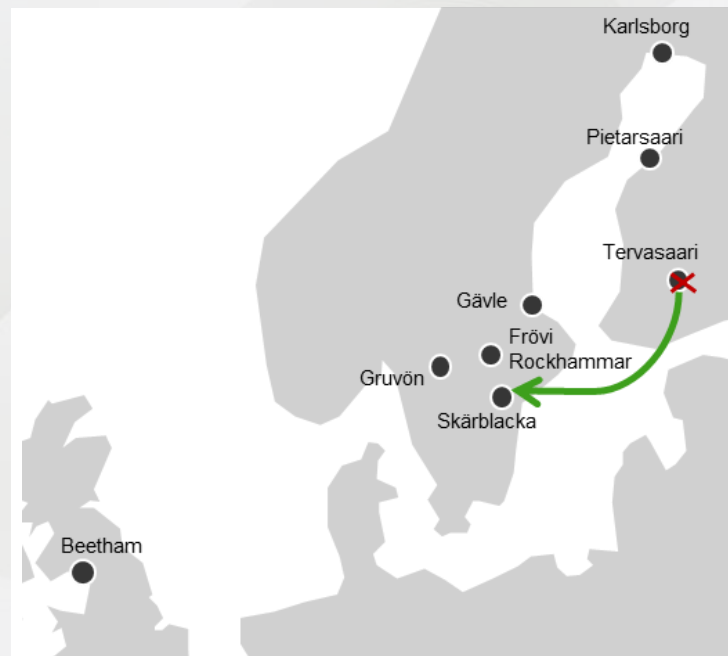 Karlsborg
Pietarsaari
Tervasaari
Gävle
Frövi
Rockhammar
Gruvön
Skärblacka
Beetham